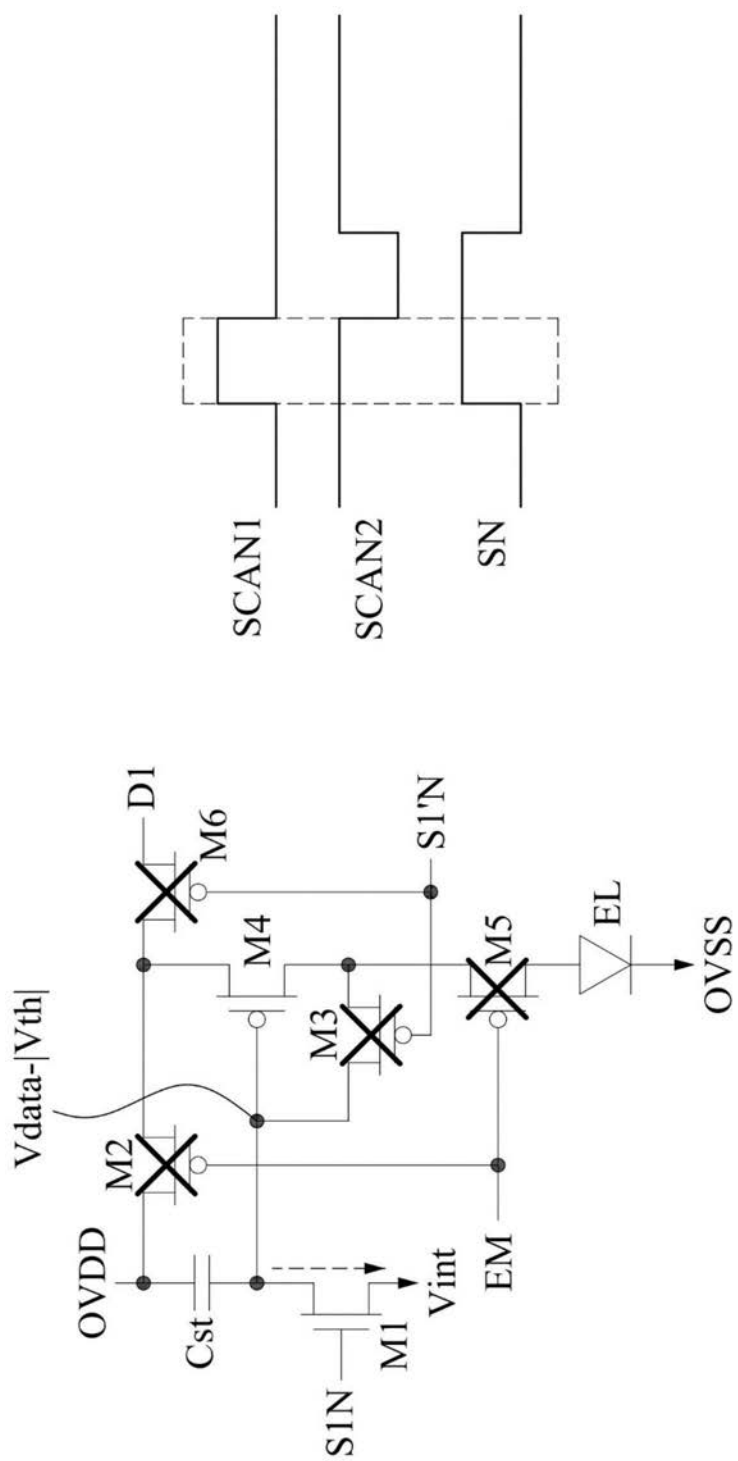 SCAN1
SCAN2
SN
Vdata-|Vth|
OVDD
M2
D1
M6
Cst
M4
M3
S1'N
S1N
M1
Vint
EM
M5
EL
OVSS